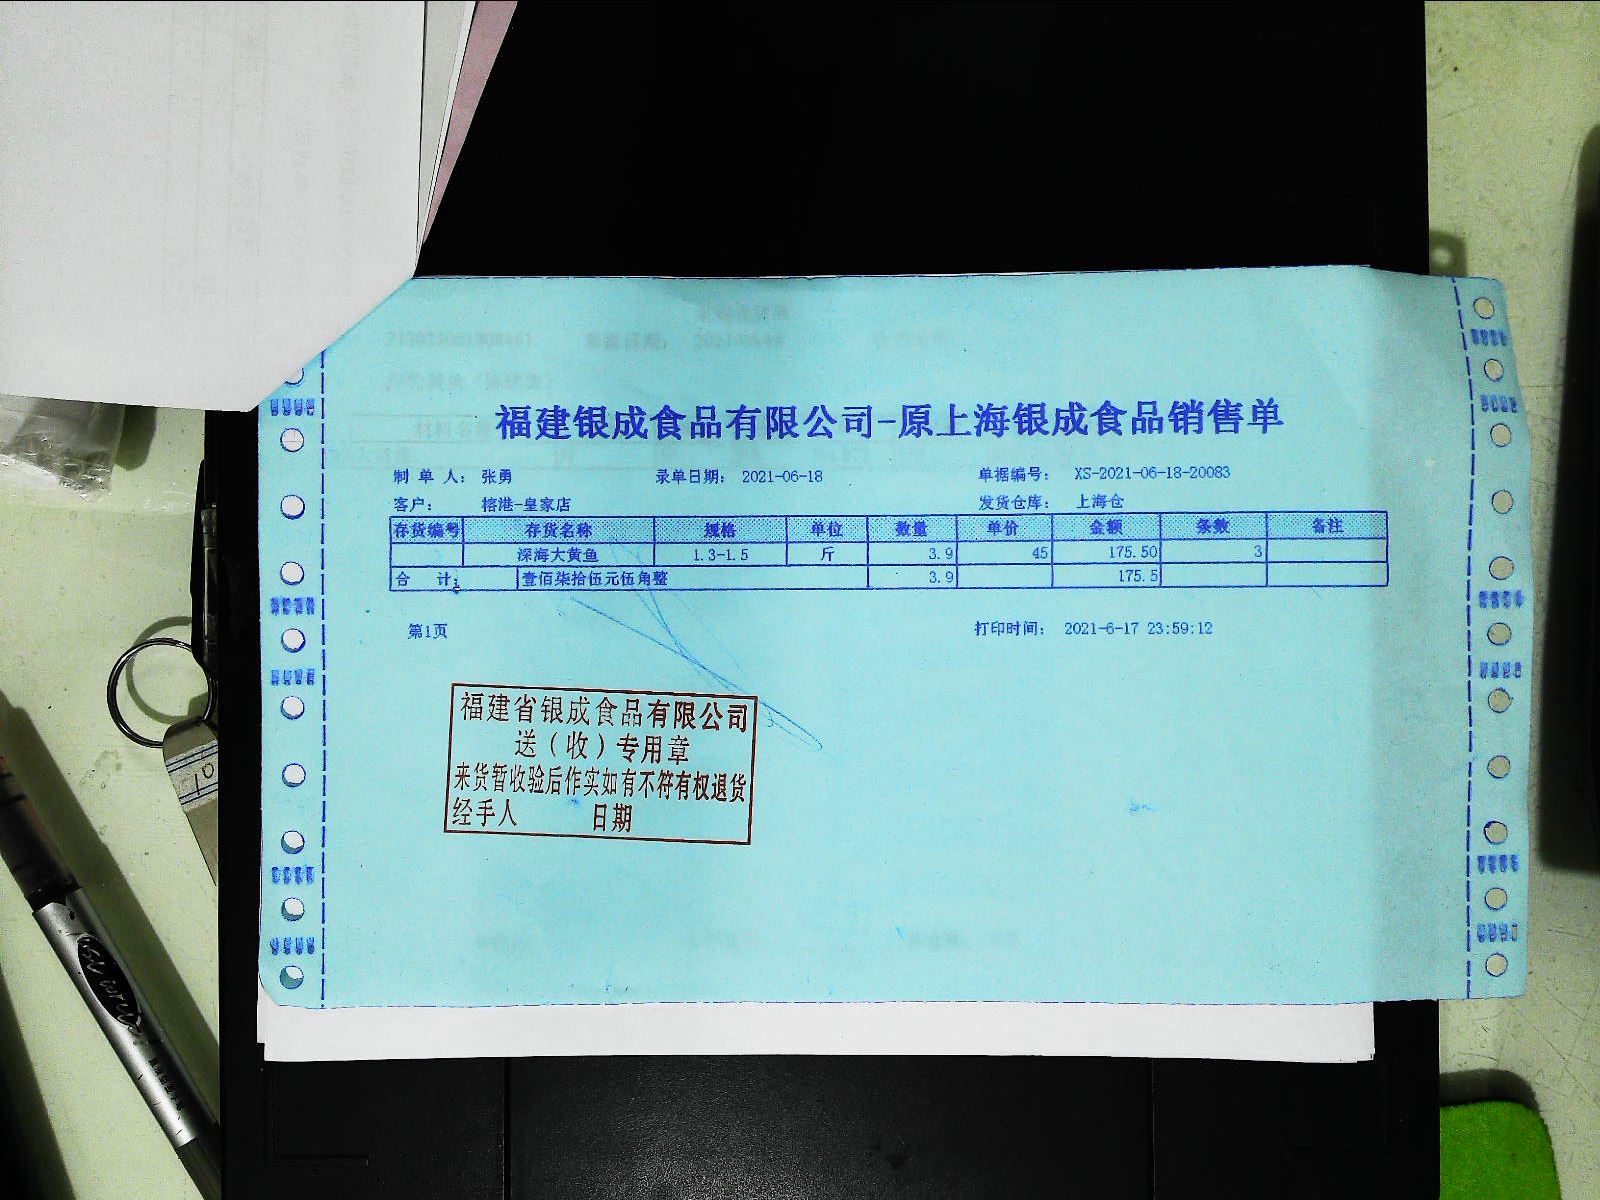 福建银成食品有限公司-原上海银成食品销售单
制 单 人： 张勇 录单日期： 2021-06-18 单据编号： XS-2021-06-18-20083
客户： 榕港-皇家店 发货仓库： 上海仓
存货编号 存货名称 规格 单位 数量 单价 金额 条数 备注
深海大黄鱼 1.3-1.5 斤 3.9 45 175.50 3
合 计： 壹佰柒拾伍元伍角整 3.9 175.5
第1页 打印时间： 2021-6-17 23:59:12
福建省银成食品有限公司
送（收）专用章
来货暂收验后作实如有不符有权退货
经手人 日期